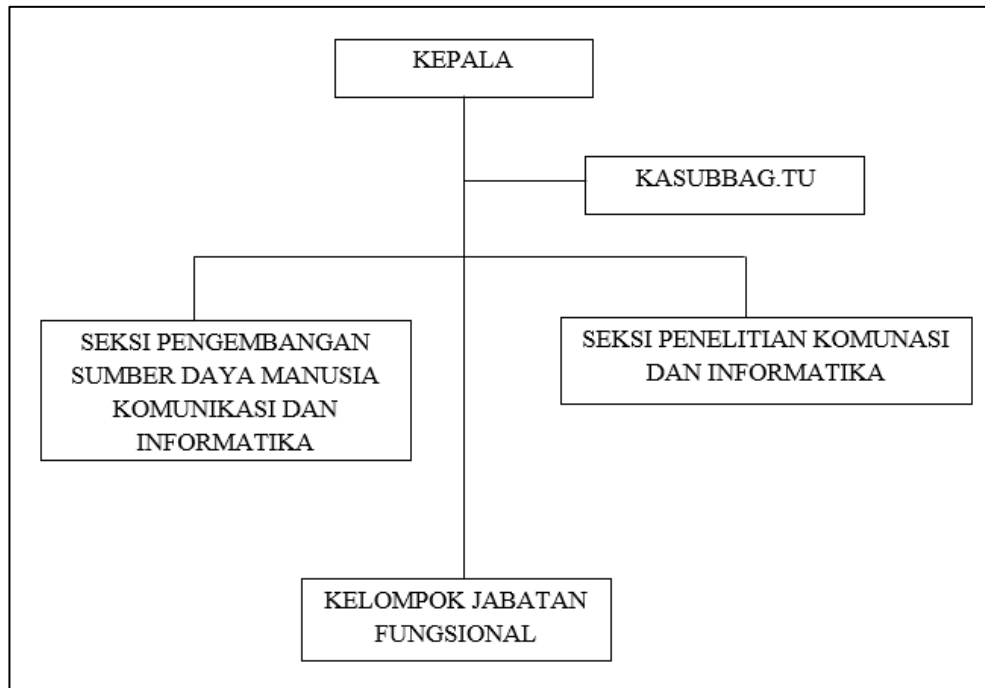 KEPALA
KASUBBAG.TU
SEKSI PENGEMBANGAN
SUMBER DAYA MANUSIA
KOMUNIKASI DAN
INFORMATIKA
SEKSI PENELITIAN KOMUNASI
DAN INFORMATIKA
KELOMPOK JABATAN
FUNGSIONAL